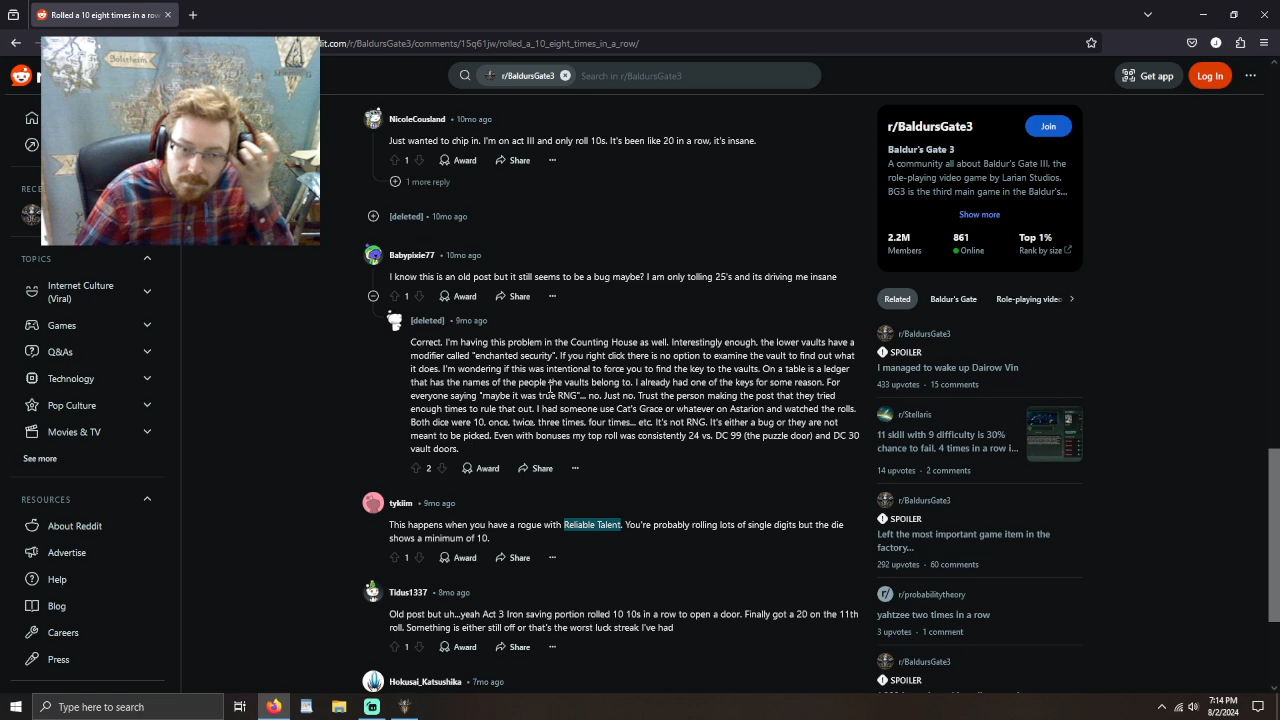 Rolled a 10 eight times in a row
it.com/r/BaldursGate3/comments/15q61jw/rolled_a_10_eight_times_in_a_row/
Balatheim
r/BaldursGate3
Search in r/BaldursGate3
Get app
Log In
RECE
TOPICS
Internet Culture
(Viral)
Games
Q&As
Technology
Pop Culture
Movies & TV
See more
RESOURCES
About Reddit
Advertise
Help
Blog
Careers
Press
NicoleCousland • 10mo ago
Just wanted to chip in. I'm on act III and only roll 10s. It's been like 20 in a row, it's insane.
1 Award Share
1 more reply
[deleted] • 10mo ago
Babypixie77 • 10mo ago
I know this is an old post but it still seems to be a bug maybe? I am only tolling 25's and its driving me insane
1 Award Share
[deleted] • 9mo ago
Correct, I'm having this problem in the Counting House as well. Interestingly enough, the lower vaults have a
modifier called "enchanted security". If you right click there is no option to examine the vault to find out what
it does. I'm wondering if this was intentional to force you to find the key to the vaults. On a table is a ledger
that has the names of the people the vaults belong to. I already had one of the keys for some reason. For
everyone saying "maybe it was true RNG"... no. Just no. Trust the person making the post that they tried
enough times to rule that out. I had someone use Cat's Grace or whatever on Astarion and watched the rolls.
Both dice were 10, once, twice, three times, four times... etc. It's not RNG. It's either a bug or they are not
meant to be picked. Even with bonuses my top roll was consistently 24 vs. DC 99 (the puzzle door) and DC 30
vault doors.
2 Award Share
tykiim • 9mo ago
This happens when you have a rogue with Reliable Talent. You're probably rolling lots of single digits but the die
shows a minimum of 10.
1 Award Share
Tidus1337 • 8mo ago
Old post but uh...yeah Act 3 Iron saving portion rolled 10 10s in a row to open a door. Finally got a 20 on the 11th
roll. Something is either still off or that's the worst luck streak I've had
1 Award Share
Hokusai_Katsushika • 7mo ago
r/BaldursGate3
Join
Baldur's Gate 3
A community all about Baldur's Gate III, the
role-playing video game by Larian Studios.
BG3 is the third main game in the Baldur's...
Show more
2.2M 861 Top 1%
Members Online Rank by size
Related Baldur's Gate Role-playing video
r/BaldursGate3
SPOILER
I managed to wake up Dairow Vin
433 upvotes · 15 comments
r/Stellaris
11 skill with 9 difficulty is 30%
chance to fail. 4 times in a row i...
14 upvotes · 2 comments
r/BaldursGate3
SPOILER
Left the most important game item in the
factory...
292 upvotes · 60 comments
r/probabilitytheory
yahtzee two times in a row
3 upvotes · 1 comment
r/BaldursGate3
SPOILER
Type here to search
7:14 PM
8/2/2024